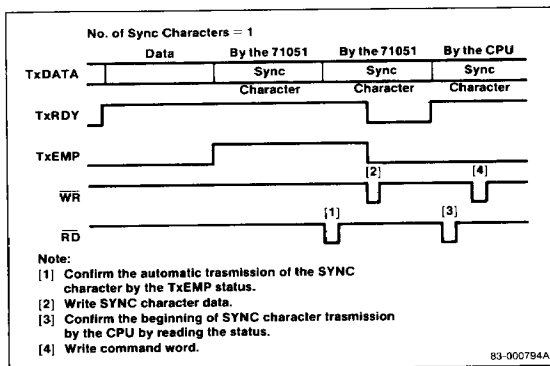 No. of Sync Characters = 1
Data By the 71051 By the 71051 By the CPU
TxDATA Sync Sync Sync
Character Character Character
TxRDY
TxEMP
[2] [4]
WR
[1] [3]
RD
Note:
[1] Confirm the automatic trasmission of the SYNC
character by the TxEMP status.
[2] Write SYNC character data.
[3] Confirm the beginning of SYNC character trasmission
by the CPU by reading the status.
[4] Write command word.
83-000794A